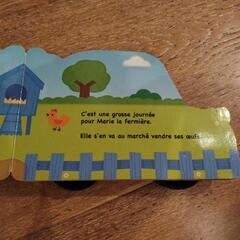 C'est une grosse journée
pour Marie la fermière.
Elle s'en va au marché vendre ses œufs.